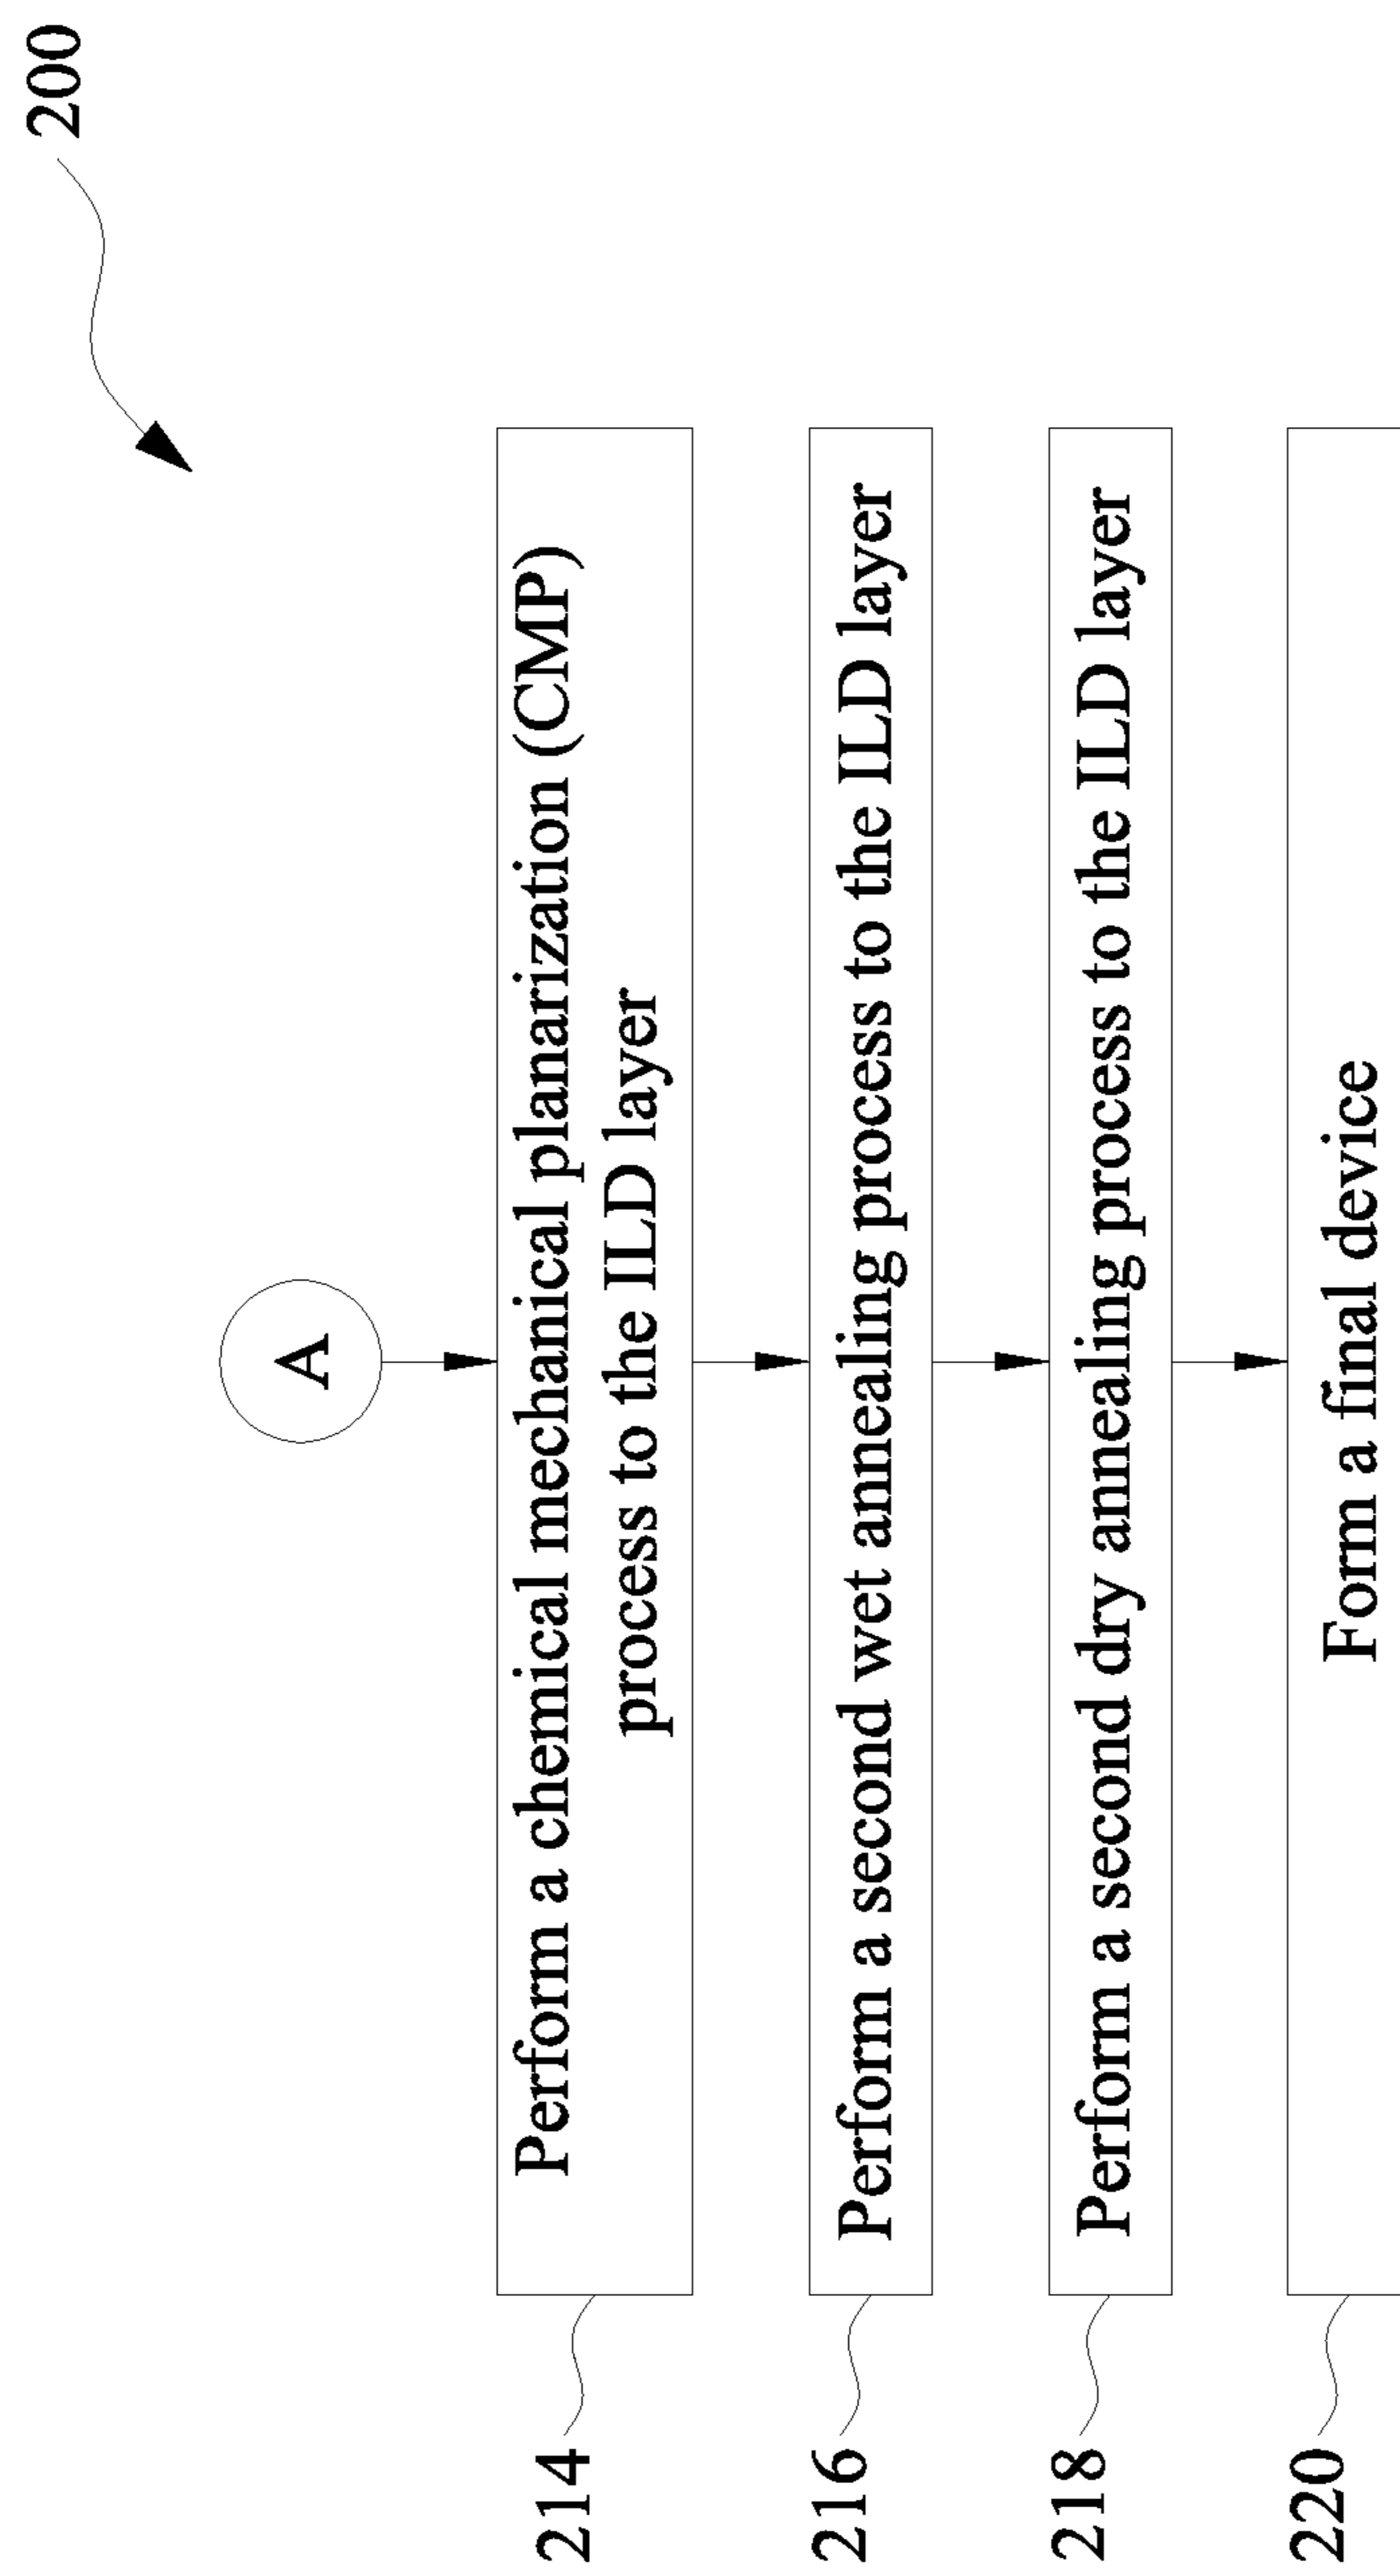 200
A
214
Perform a chemical mechanical planarization (CMP)
process to the ILD layer
216
Perform a second wet annealing process to the ILD layer
218
Perform a second dry annealing process to the ILD layer
220
Form a final device